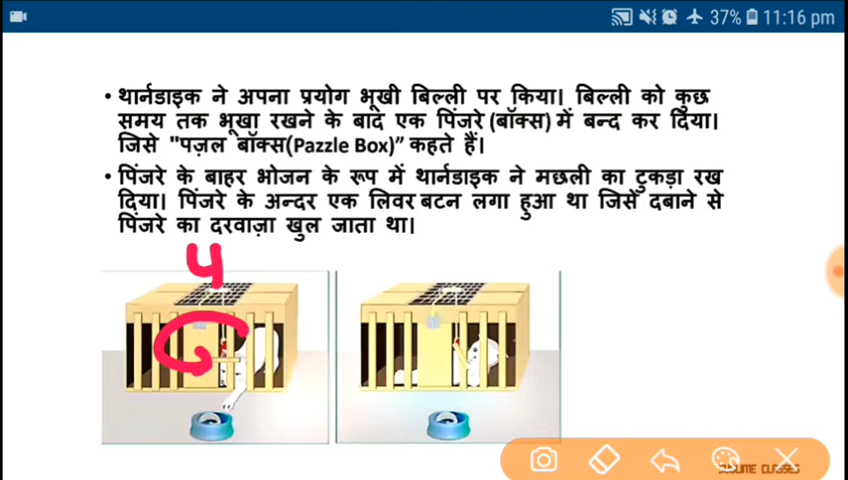 37% 11:16 pm
• थार्नडाइक ने अपना प्रयोग भूखी बिल्ली पर किया। बिल्ली को कुछ
समय तक भूखा रखने के बाद एक पिंजरे (बॉक्स) में बन्द कर दिया।
जिसे "पज़ल बॉक्स(Pazzle Box)” कहते हैं।
• पिंजरे के बाहर भोजन के रूप में थार्नडाइक ने मछली का टुकड़ा रख
दिया। पिंजरे के अन्दर एक लिवर बटन लगा हुआ था जिसे दबाने से
पिंजरे का दरवाज़ा खुल जाता था।
4